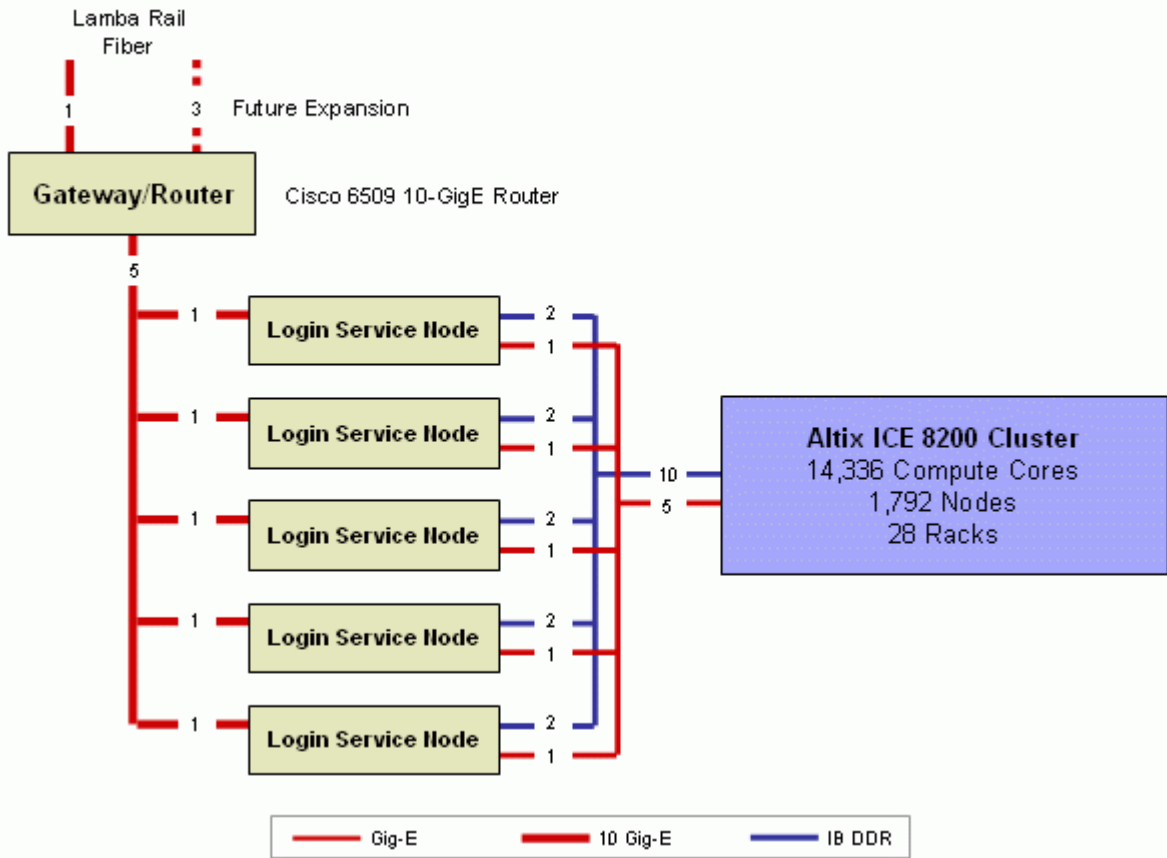 Lamba Rail
Fiber
1
3
Future Expansion
Gateway/Router
Cisco 6509 10-GigE Router
5
1
Login Service Node
2
1
1
Login Service Node
2
1
Altix ICE 8200 Cluster
14,336 Compute Cores
1,792 Nodes
28 Racks
10
5
1
Login Service Node
2
1
1
Login Service Node
2
1
1
Login Service Node
2
1
Gig-E
10 Gig-E
IB DDR